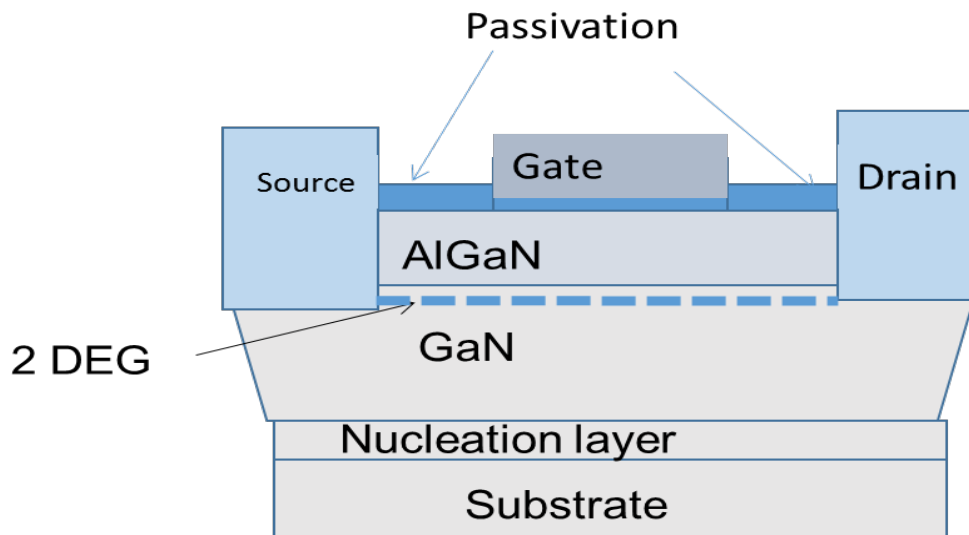 Passivation
Source
Gate
Drain
AlGaN
2 DEG
GaN
Nucleation layer
Substrate